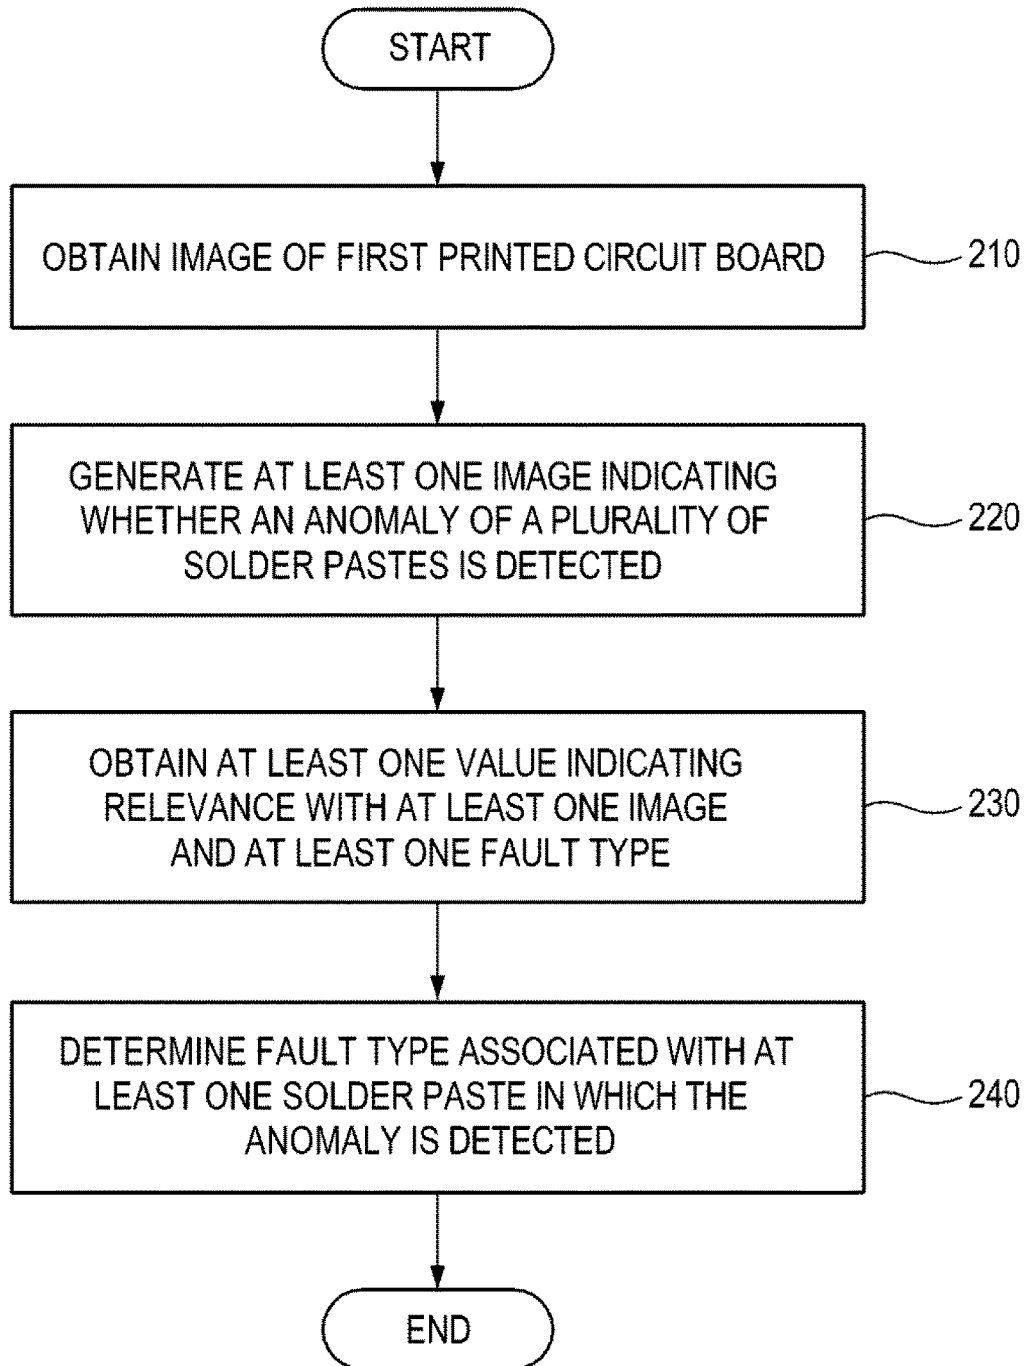 START
OBTAIN IMAGE OF FIRST PRINTED CIRCUIT BOARD
210
GENERATE AT LEAST ONE IMAGE INDICATING
WHETHER AN ANOMALY OF A PLURALITY OF
SOLDER PASTES IS DETECTED
220
OBTAIN AT LEAST ONE VALUE INDICATING
RELEVANCE WITH AT LEAST ONE IMAGE
AND AT LEAST ONE FAULT TYPE
230
DETERMINE FAULT TYPE ASSOCIATED WITH AT
LEAST ONE SOLDER PASTE IN WHICH THE
ANOMALY IS DETECTED
240
END